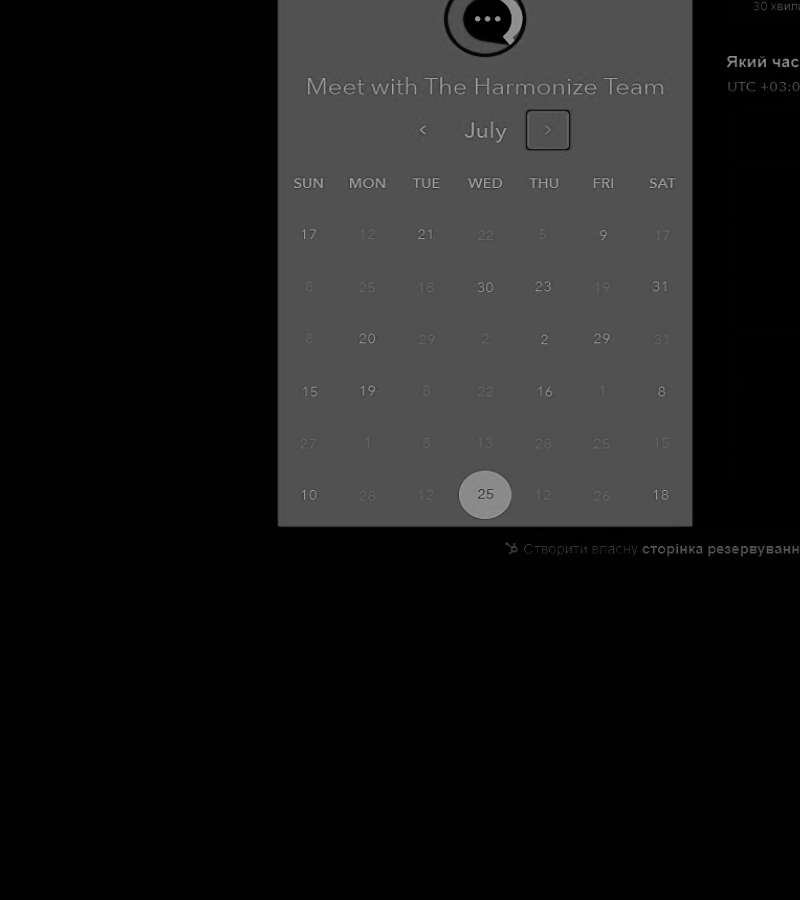 30 хвили
Який час
UTC +03:0
Meet with The Harmonize Team
July
SUN MON TUE WED THU FRI SAT
17 12 21 22 5 9 17
8 25 18 30 23 19 31
8 20 29 2 2 29 31
15 19 8 22 16 1 8
27 1 8 13 28 25 15
10 28 12 25 12 26 18
Створити власну сторінка резервуванн